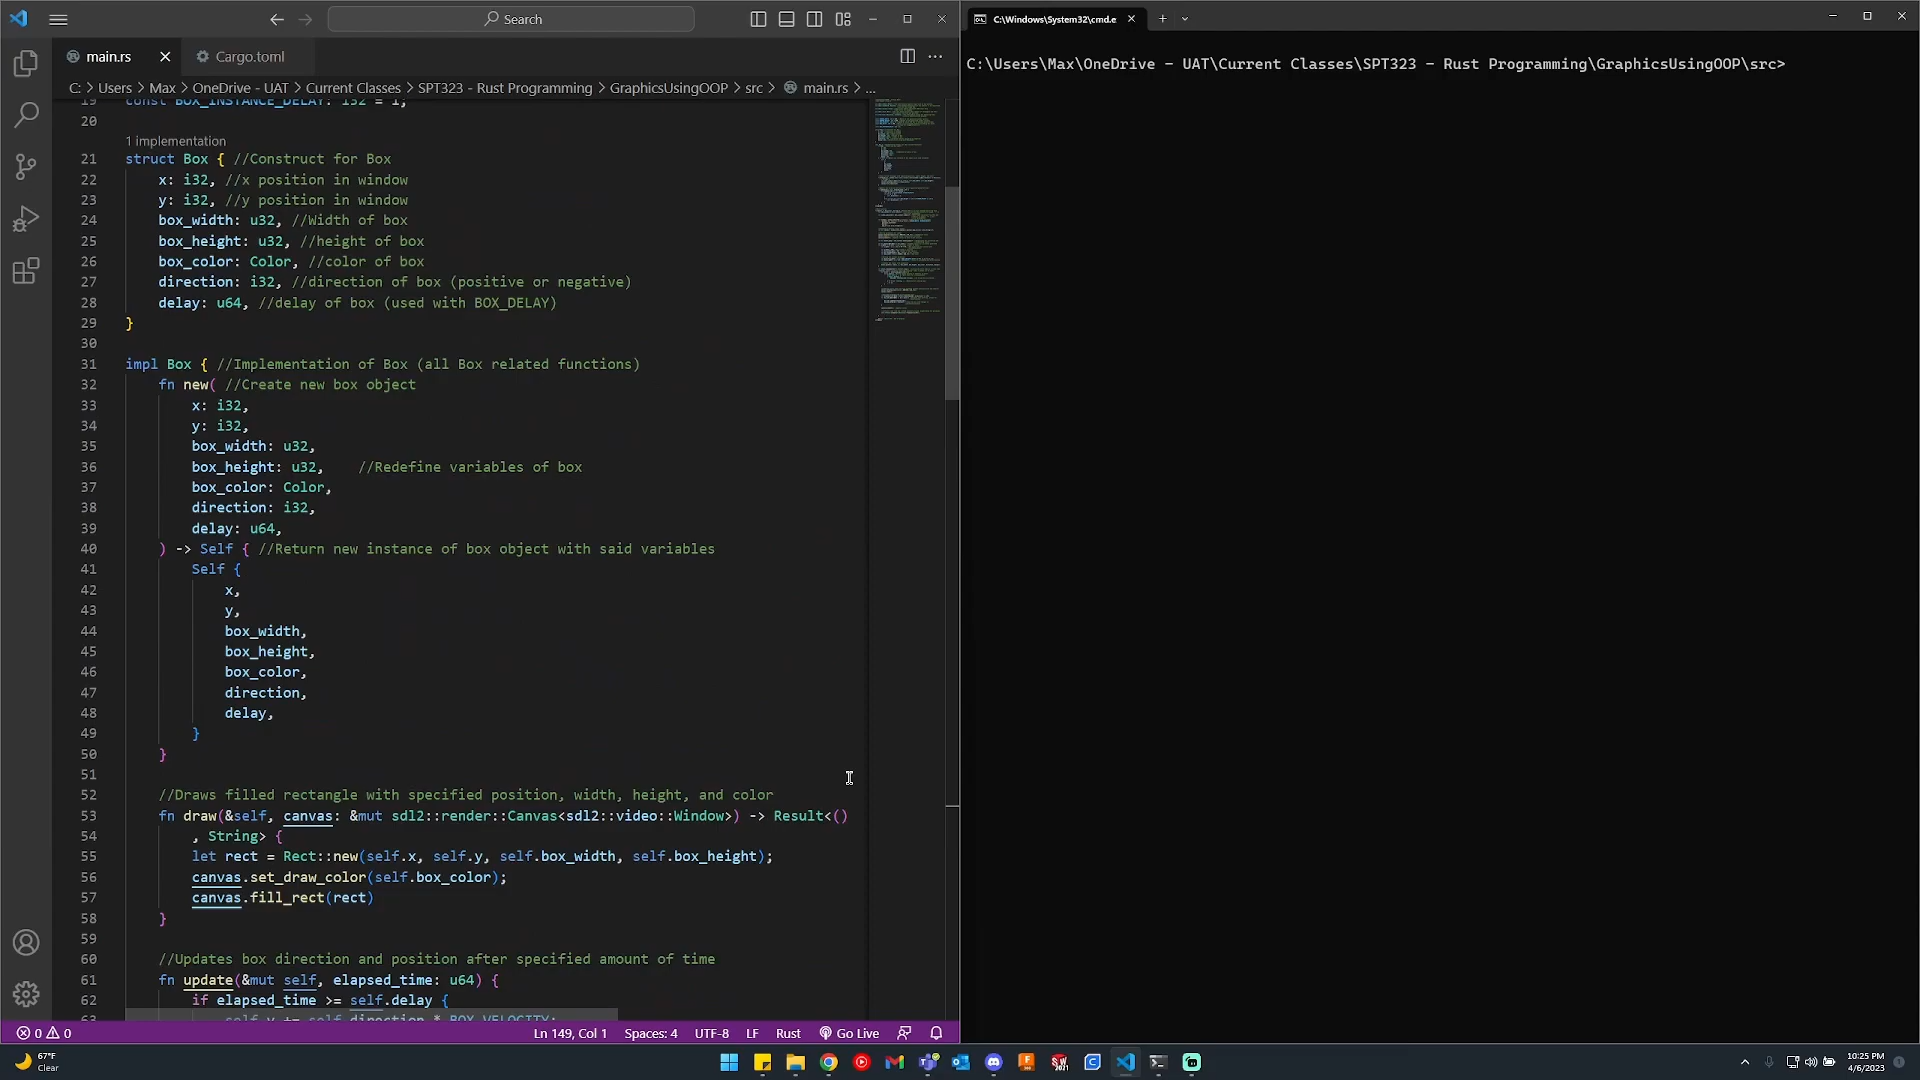 Search
main.rs
Cargo.toml
C: > Users > Max > OneDrive - UAT > Current Classes > SPT323 - Rust Programming > GraphicsUsingOOP > src > main.rs > ...
19 const BOX_INSTANCE_DELAY: i32 = 1;
20
1 implementation
21 struct Box { //Construct for Box
22 x: i32, //x position in window
23 y: i32, //y position in window
24 box_width: u32, //Width of box
25 box_height: u32, //height of box
26 box_color: Color, //color of box
27 direction: i32, //direction of box (positive or negative)
28 delay: u64, //delay of box (used with BOX_DELAY)
29 }
30
31 impl Box { //Implementation of Box (all Box related functions)
32 fn new( //Create new box object
33 x: i32,
34 y: i32,
35 box_width: u32,
36 box_height: u32, //Redefine variables of box
37 box_color: Color,
38 direction: i32,
39 delay: u64,
40 ) -> Self { //Return new instance of box object with said variables
41 Self {
42 x,
43 y,
44 box_width,
45 box_height,
46 box_color,
47 direction,
48 delay,
49 }
50 }
51
52 //Draws filled rectangle with specified position, width, height, and color
53 fn draw(&self, canvas: &mut sdl2::render::Canvas<sdl2::video::Window>) -> Result<()
54 , String> {
55 let rect = Rect::new(self.x, self.y, self.box_width, self.box_height);
56 canvas.set_draw_color(self.box_color);
57 canvas.fill_rect(rect)
58 }
59
60 //Updates box direction and position after specified amount of time
61 fn update(&mut self, elapsed_time: u64) {
62 if elapsed_time >= self.delay {
63 self.y += self.direction * BOX_VELOCITY;
0 0
Ln 149, Col 1
Spaces: 4
UTF-8
LF
Rust
Go Live
C:\Windows\System32\cmd.e
C:\Users\Max\OneDrive - UAT\Current Classes\SPT323 - Rust Programming\GraphicsUsingOOP\src>
67°F
Clear
10:25 PM
4/6/2023